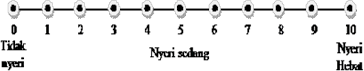 0 1 2 3 4 5 6 7 8 9 10
Tidak nyeri Nyeri sedang Nyeri Hebat